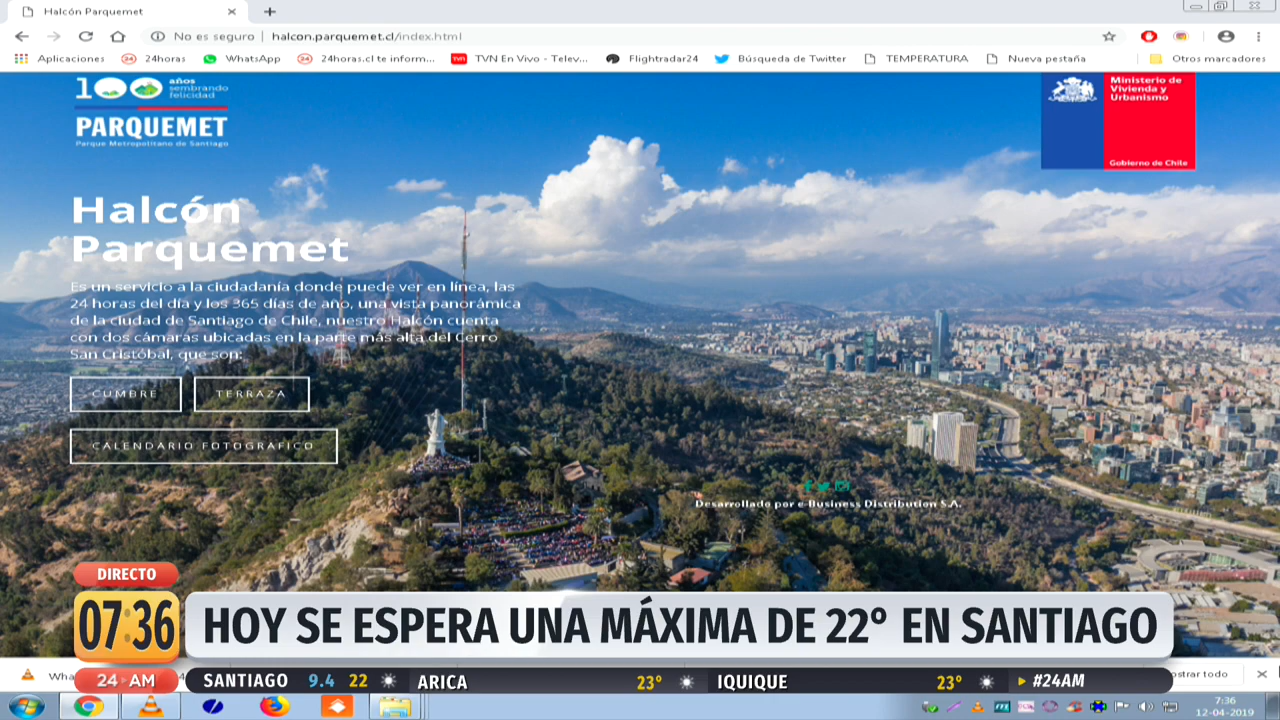 Halcón Parquemet
No es seguro | halcon.parquemet.cl/index.html
Aplicaciones 24horas WhatsApp 24horas.cl te inform... TVN En Vivo - Telev... Flightradar24 Búsqueda de Twitter TEMPERATURA Nueva pestaña Otros marcadores
100 años sembrando felicidad
PARQUEMET
Parque Metropolitano de Santiago
Ministerio de
Vivienda y
Urbanismo
Gobierno de Chile
Halcón
Parquemet
Es un servicio a la ciudadanía donde puede ver en línea, las
24 horas del día y los 365 días de año, una vista panorámica
de la ciudad de Santiago de Chile, nuestro Halcón cuenta
con dos cámaras ubicadas en la parte más alta del Cerro
San Cristóbal, que son:
CUMBRE TERRAZA
CALENDARIO FOTOGRAFICO
Desarrollado por e-Business Distribution S.A.
DIRECTO
07:36
HOY SE ESPERA UNA MÁXIMA DE 22º EN SANTIAGO
24 AM
SANTIAGO 9.4 22 ARICA 23° IQUIQUE 23° #24AM
7:36
12-04-2019